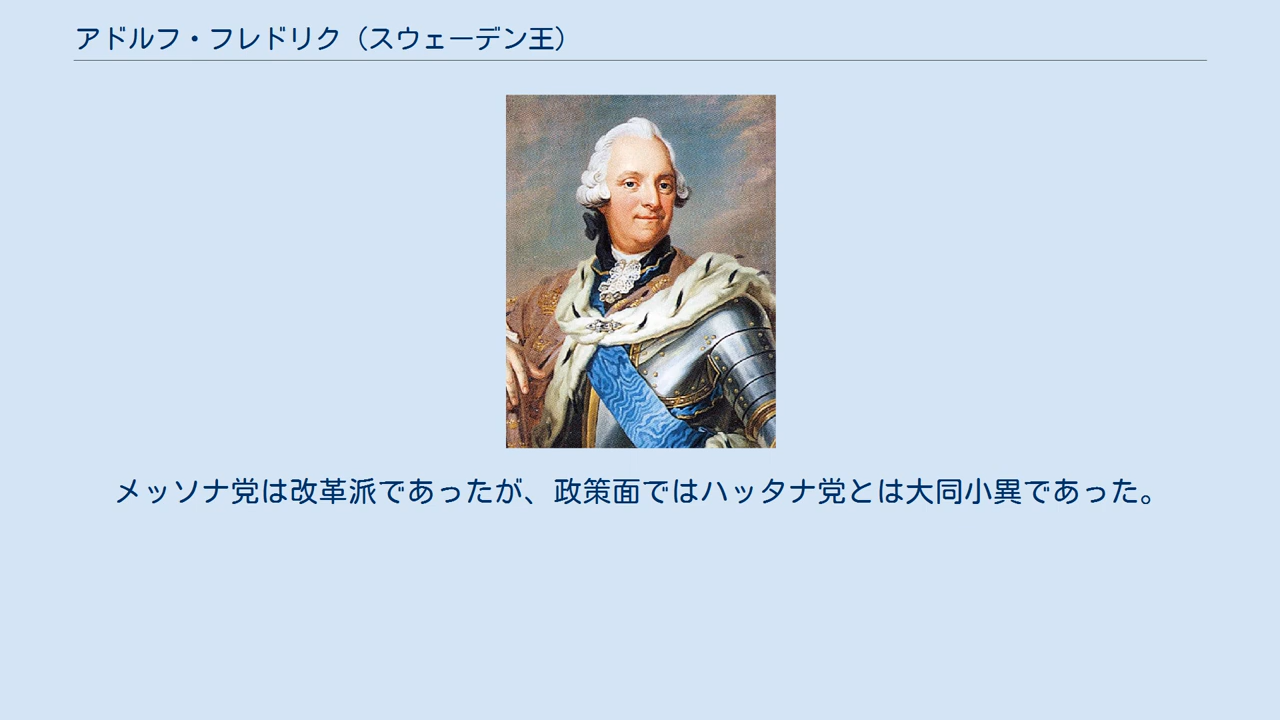 アドルフ・フレドリク（スウェーデン王）
メッソナ党は改革派であったが、政策面ではハッタナ党とは大同小異であった。